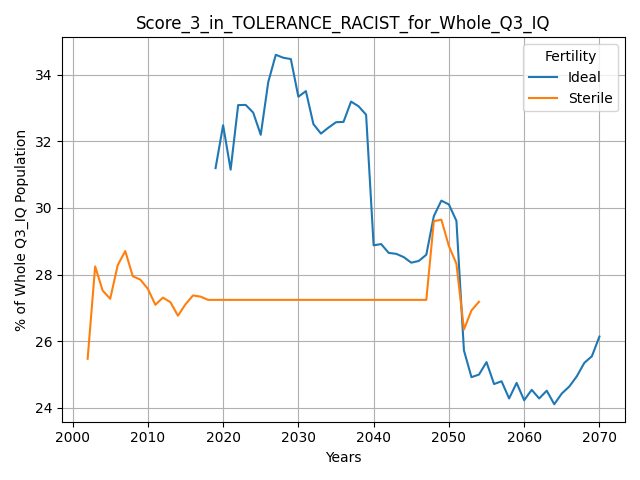 Score_3_in_TOLERANCE_RACIST_for_Whole_Q3_IQ
Fertility
Ideal
Sterile
% of Whole Q3_IQ Population
34
32
30
28
26
24
2000 2010 2020 2030 2040 2050 2060 2070
Years